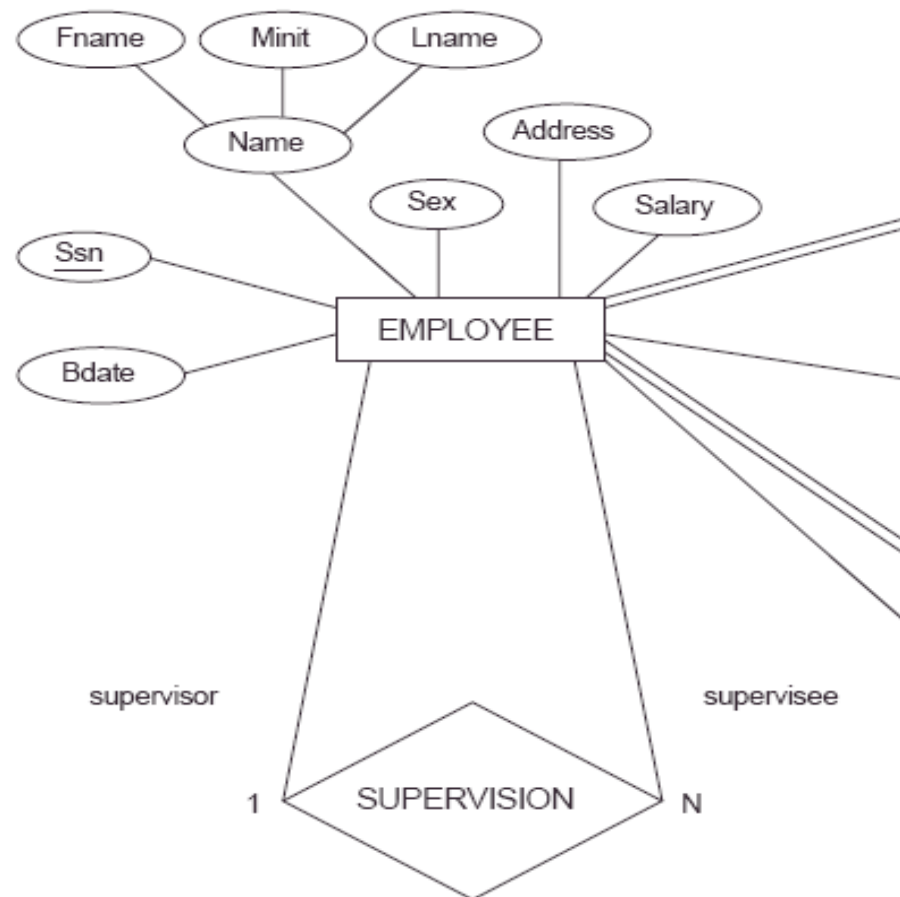 Fname
Minit
Lname
Name
Address
Sex
Salary
Ssn
EMPLOYEE
Bdate
supervisor
supervisee
1
SUPERVISION
N